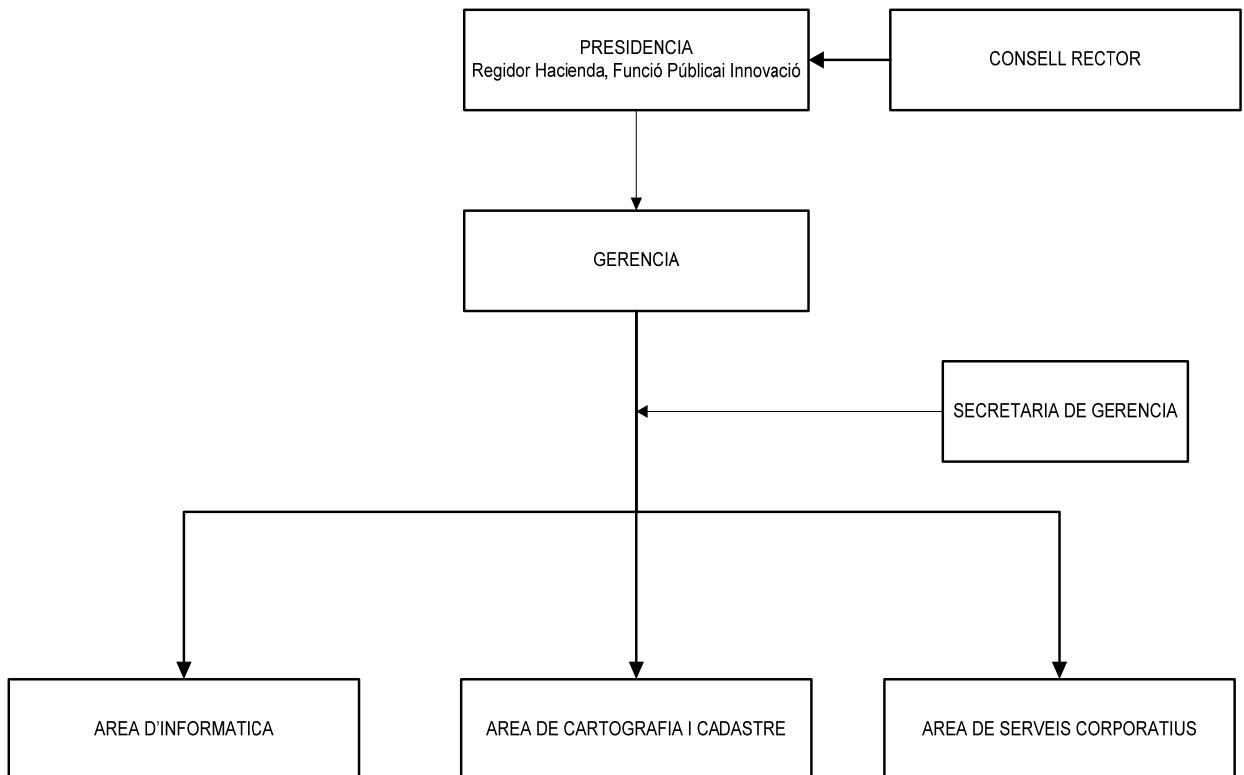 PRESIDENCIA
Regidor Hacienda, Funció Públicai Innovació
CONSELL RECTOR
GERENCIA
SECRETARIA DE GERENCIA
AREA D'INFORMATICA
AREA DE CARTOGRAFIA I CADASTRE
AREA DE SERVEIS CORPORATIUS